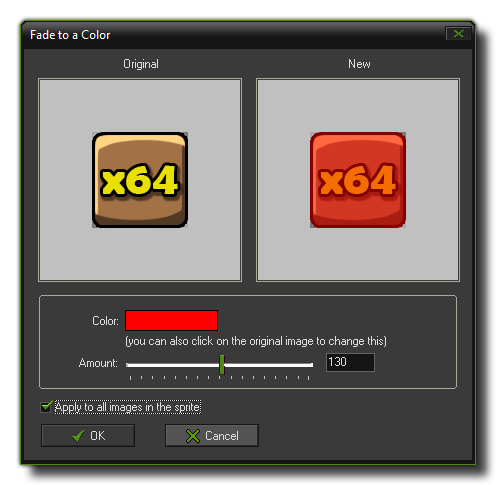 Fade to a Color
Original New
x64 x64
Color:
(you can also click on the original image to change this)
Amount: 130
Apply to all images in the sprite
OK Cancel